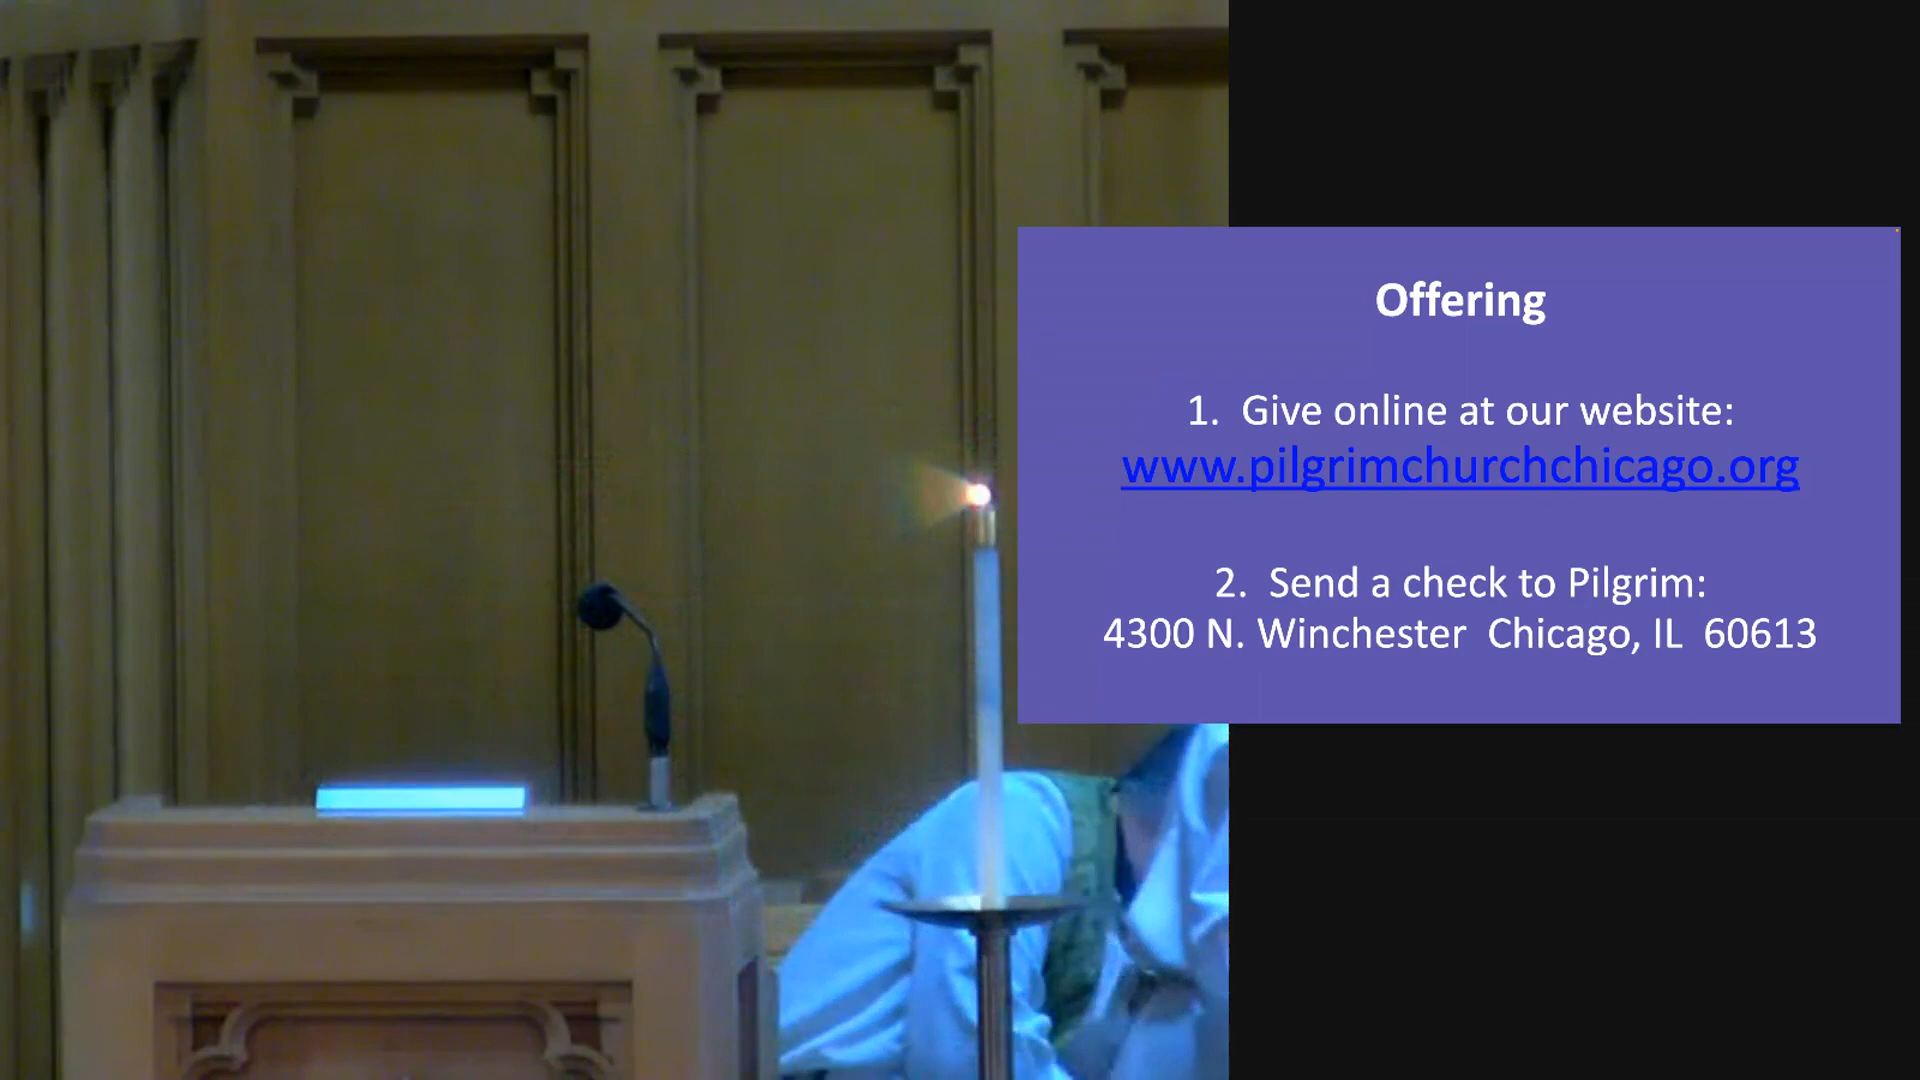 Offering
1. Give online at our website:
www.pilgrimchurchchicago.org
2. Send a check to Pilgrim:
4300 N. Winchester  Chicago, IL  60613